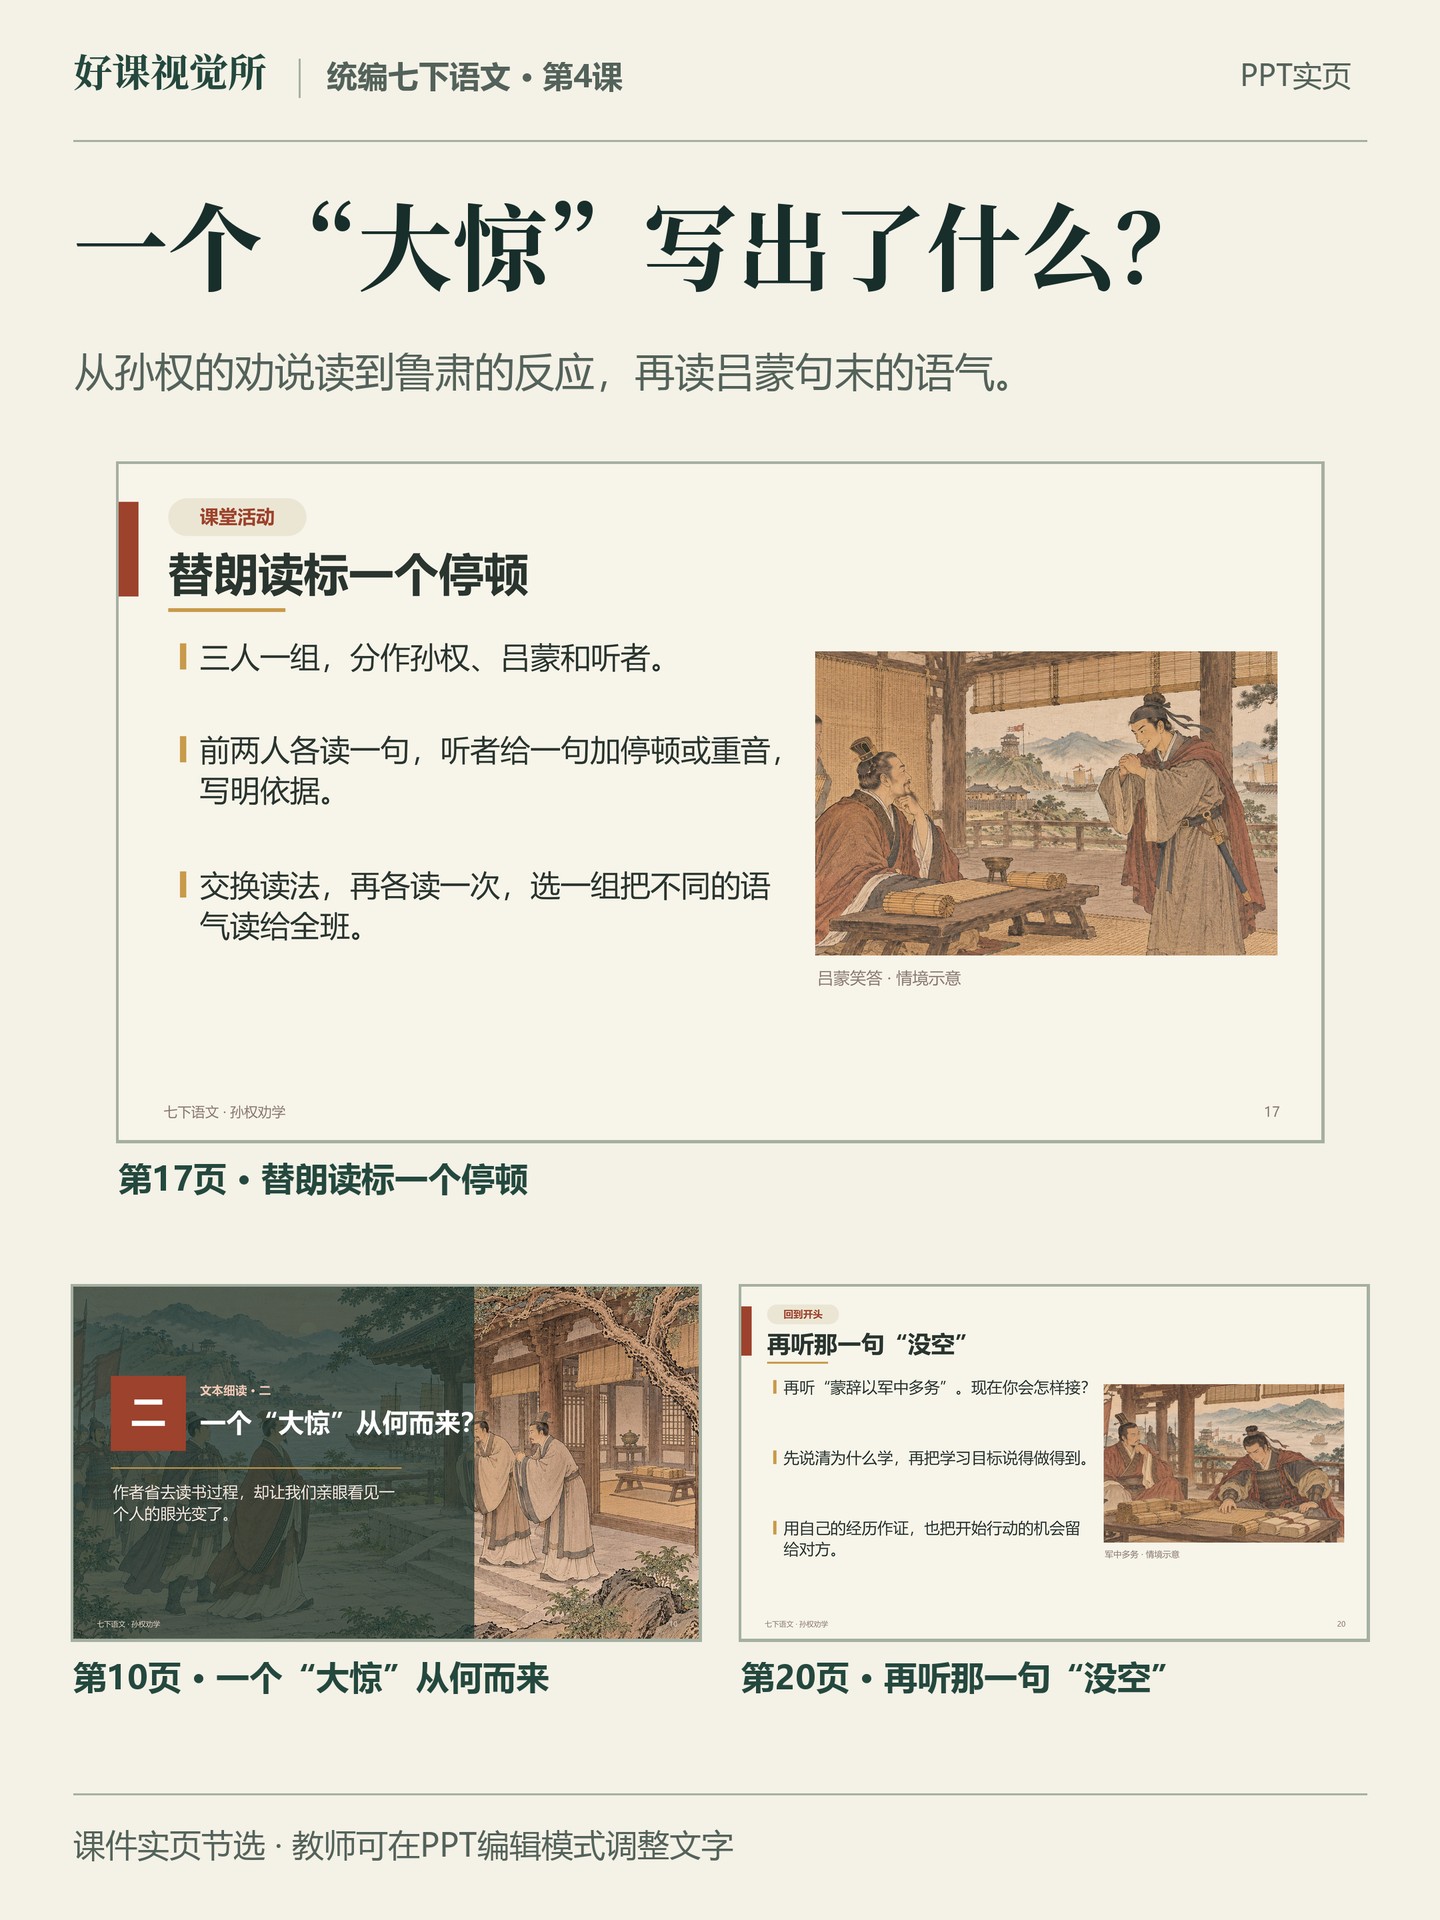 好课视觉所
统编七下语文·第4课
PPT实页
一个“大惊”写出了什么？
从孙权的劝说读到鲁肃的反应，再读吕蒙句末的语气。
课堂活动
替朗读标一个停顿
三人一组，分作孙权、吕蒙和听者。
前两人各读一句，听者给一句加停顿或重音，
写明依据。
交换读法，再各读一次，选一组把不同的语
气读给全班。
吕蒙笑答·情境示意
七下语文·孙权劝学
17
第17页·替朗读标一个停顿
二
文本细读·二
一个“大惊”从何而来？
作者省去读书过程，却让我们亲眼看见一
个人的眼光变了。
七下语文·孙权劝学
第10页·一个“大惊”从何而来
回到开头
再听那一句“没空”
再听“蒙辞以军中多务”。现在你会怎样接？
先说清为什么学，再把学习目标说得做得到。
用自己的经历作证，也把开始行动的机会留
给对方。
军中多务·情境示意
七下语文·孙权劝学
20
第20页·再听那一句“没空”
课件实页节选·教师可在PPT编辑模式调整文字